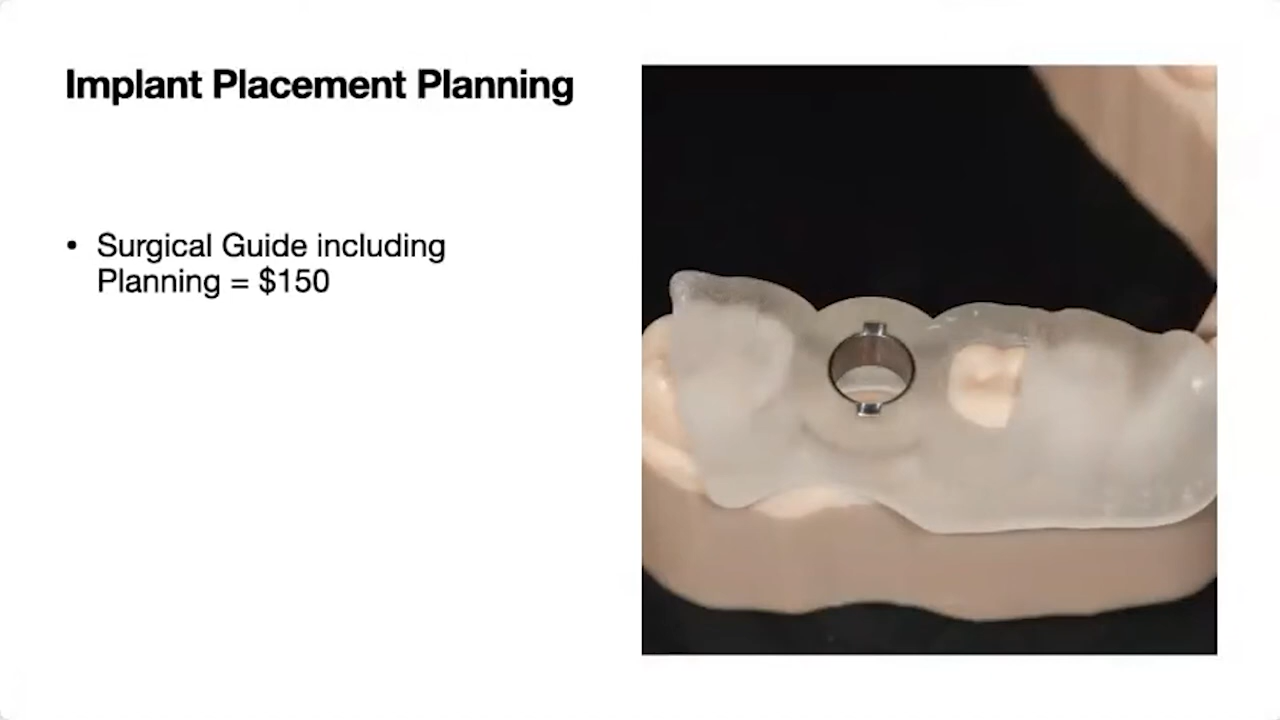 Implant Placement Planning
• Surgical Guide including
Planning = $150